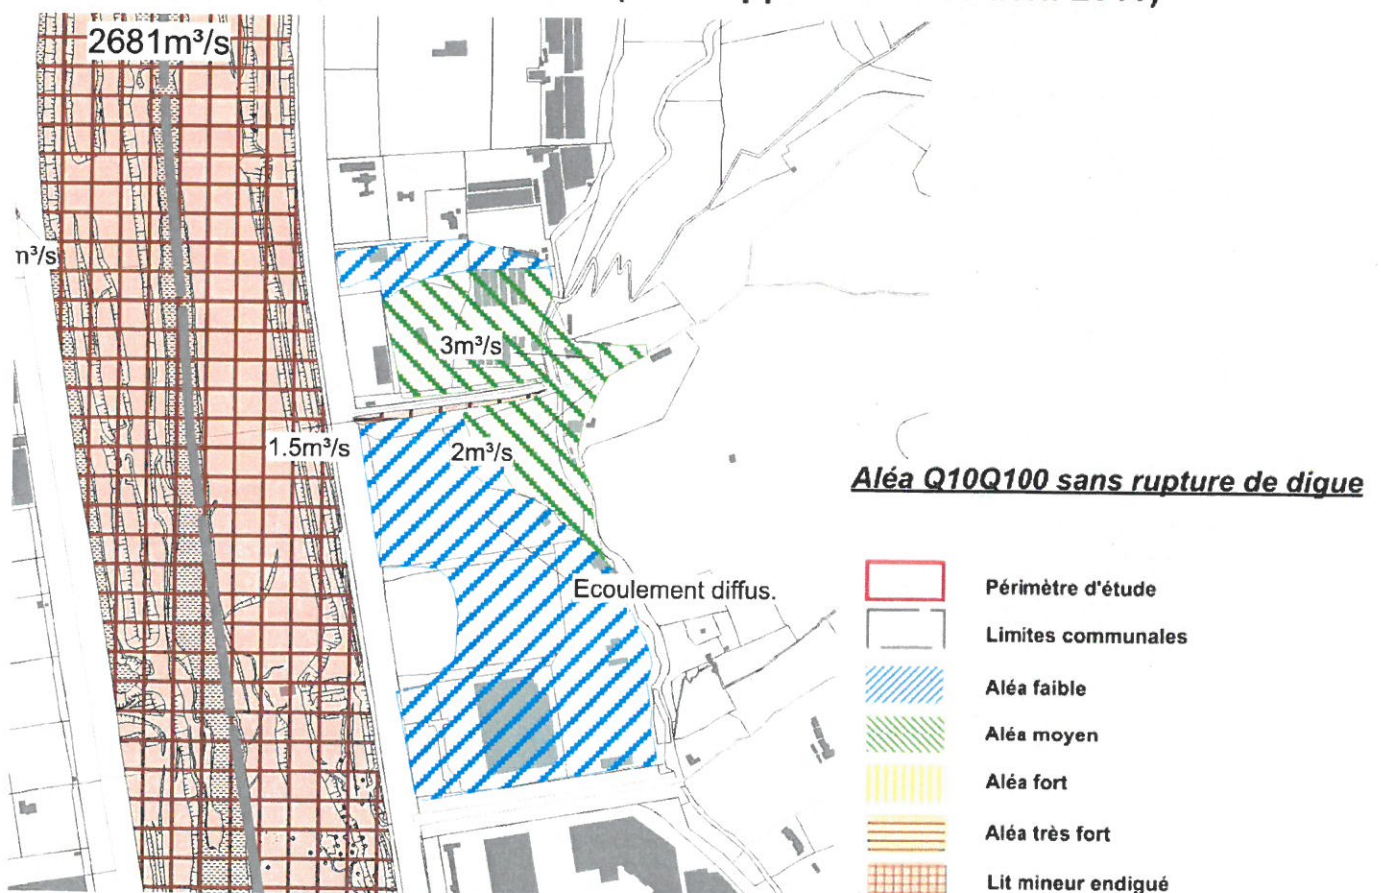 2681m³/s
m³/s
3m³/s
1.5m³/s
2m³/s
Ecoulement diffus.
Aléa Q10Q100 sans rupture de digue
Périmètre d'étude
Limites communales
Aléa faible
Aléa moyen
Aléa fort
Aléa très fort
Lit mineur endigué